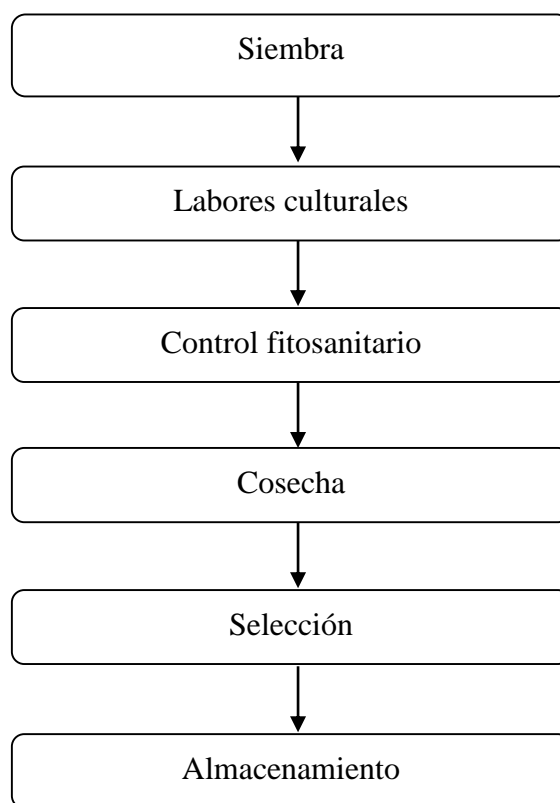 Siembra
Labores culturales
Control fitosanitario
Cosecha
Selección
Almacenamiento